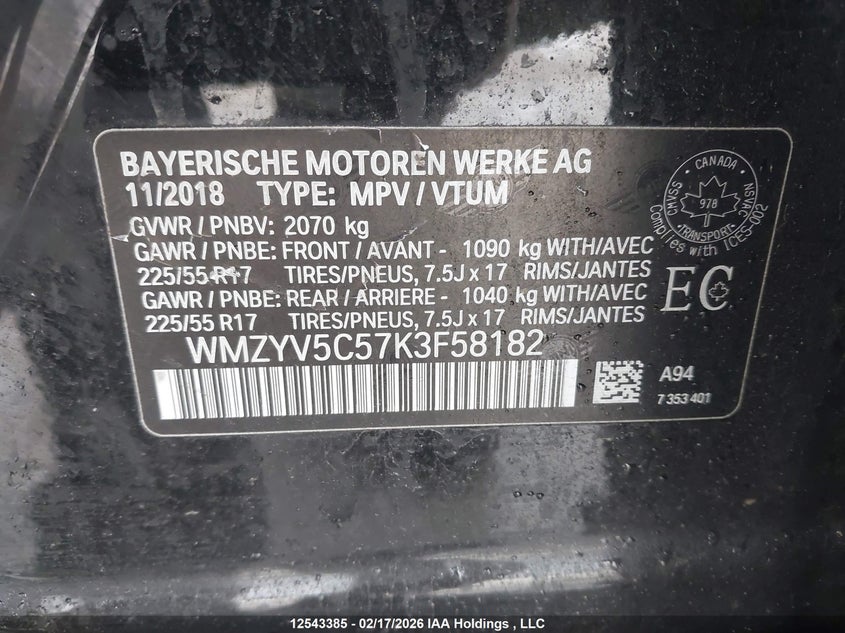 BAYERISCHE MOTOREN WERKE AG
11/2018 TYPE: MPV / VTUM
GVWR / PNBV: 2070 kg
GAWR / PNBE: FRONT / AVANT - 1090 kg WITH/AVEC
225/55 R17 TIRES/PNEUS, 7.5J x 17 RIMS/JANTES
GAWR / PNBE: REAR / ARRIERE - 1040 kg WITH/AVEC
225/55 R17 TIRES/PNEUS, 7.5J x 17 RIMS/JANTES
WMZYV5C57K3F58182
CANADA
CMVSS
NSVAC
978
TRANSPORT
Complies with ICES-002
EC
A94
7 353 401
12543385 - 02/17/2026 IAA Holdings , LLC